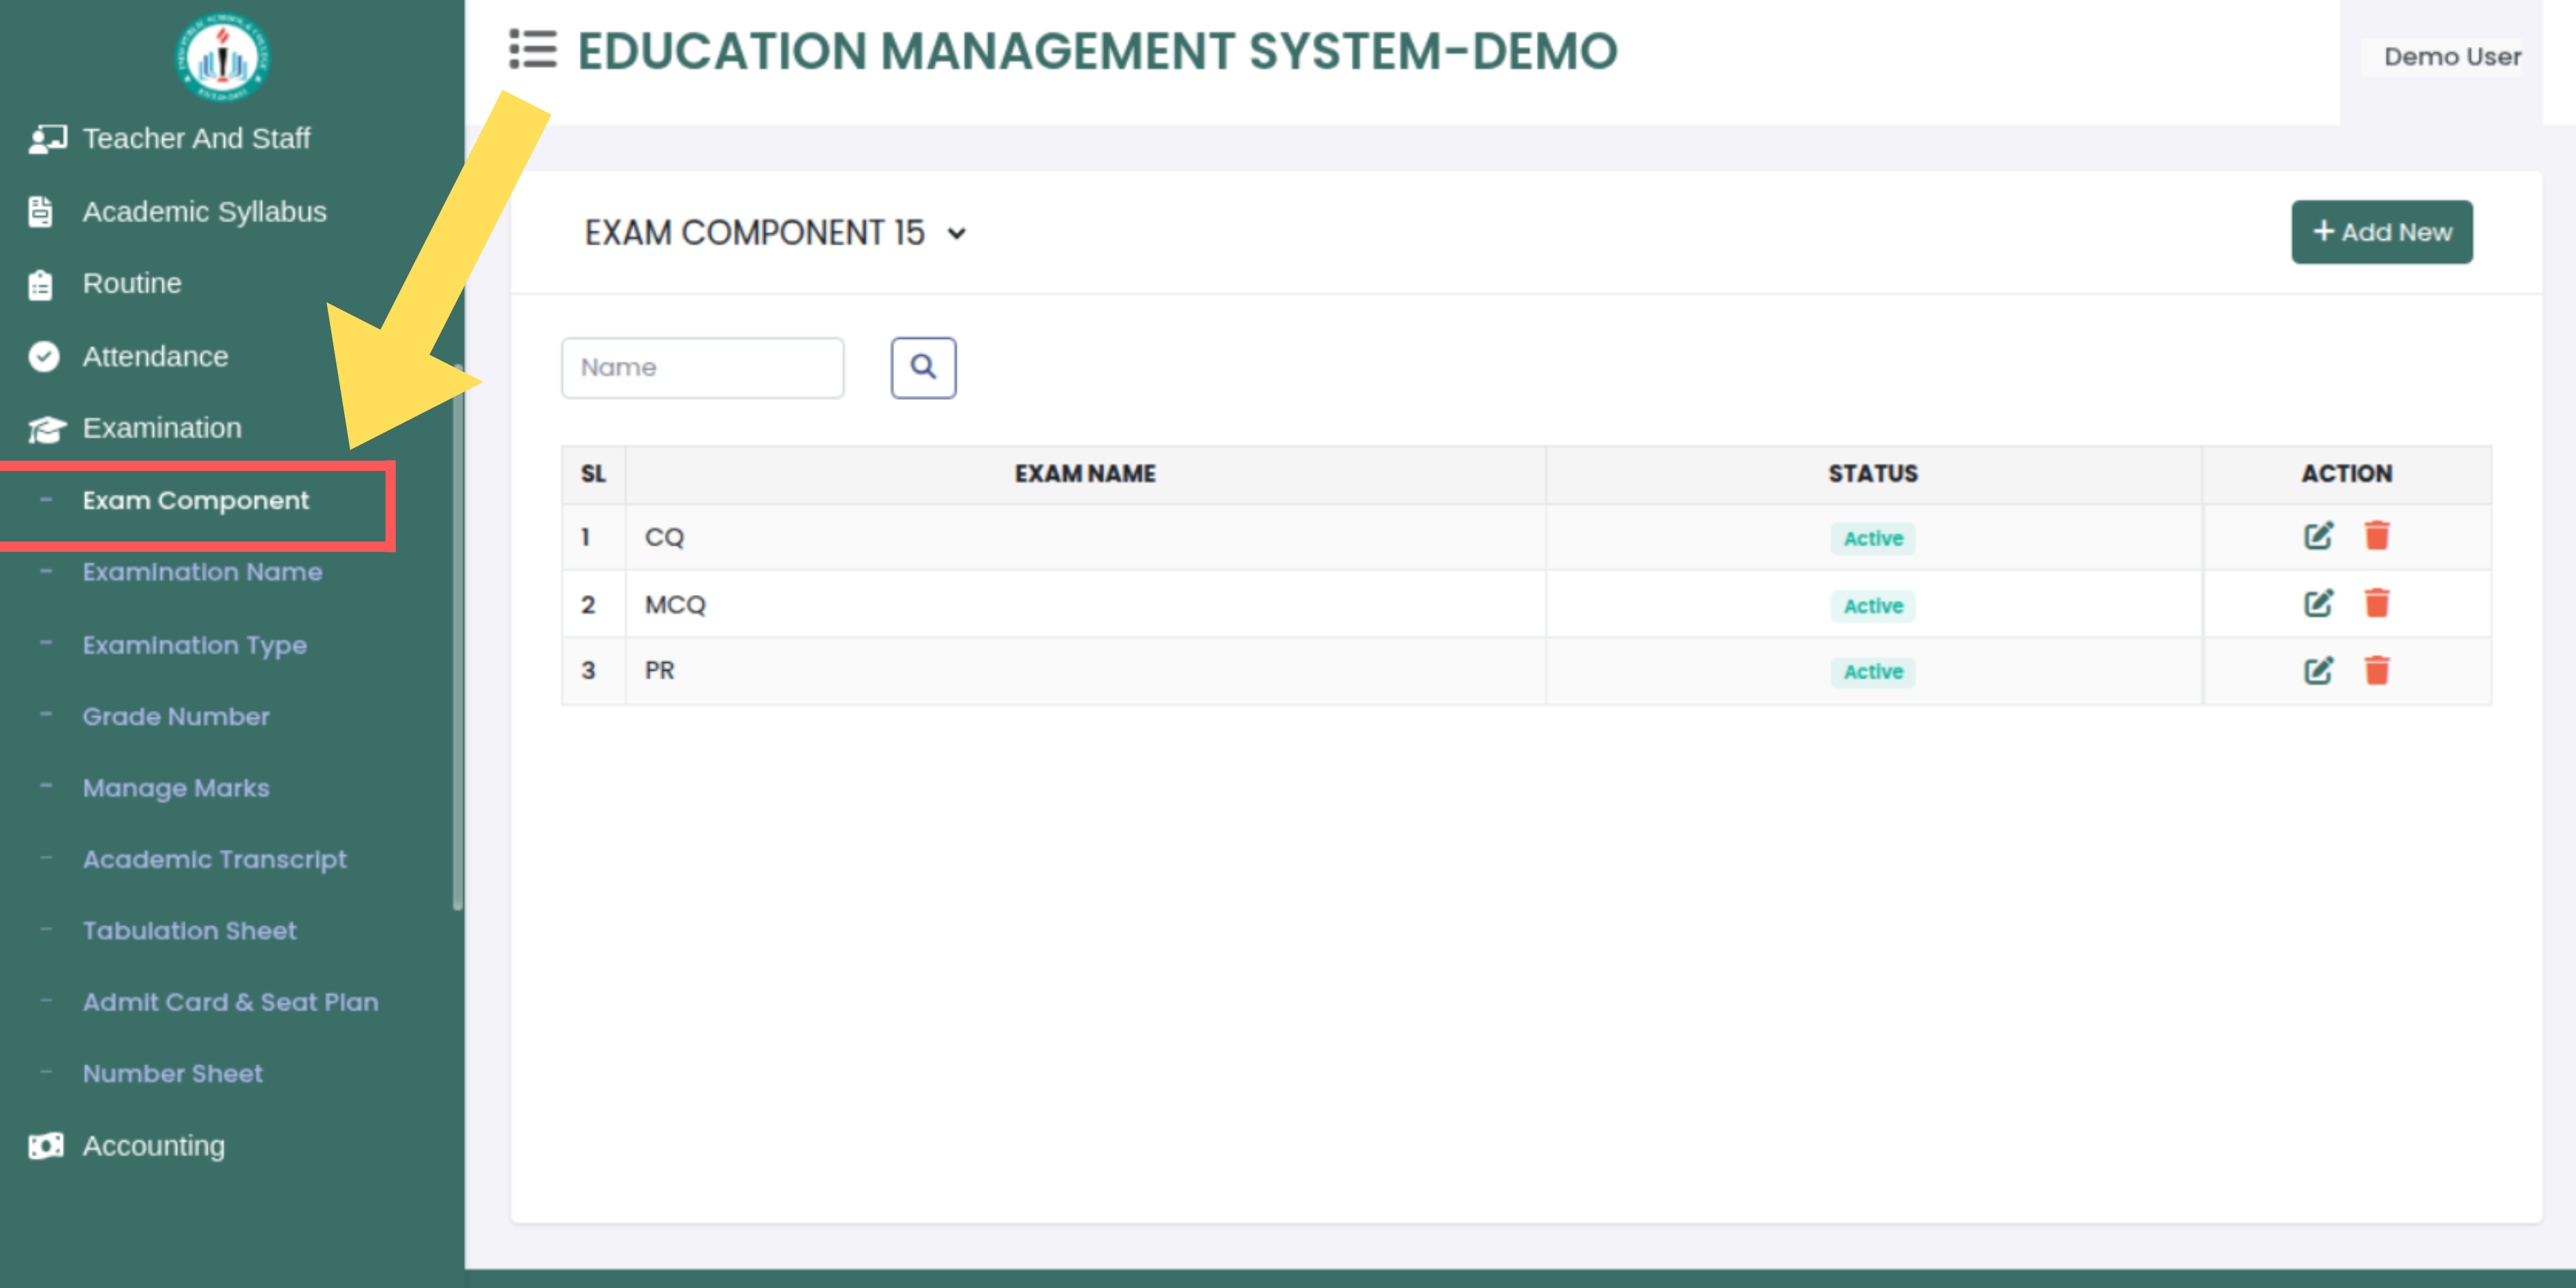 EDUCATION MANAGEMENT SYSTEM-DEMO
Demo User
Teacher And Staff
Academic Syllabus
Routine
Attendance
Examination
- Exam Component
- Examination Name
- Examination Type
- Grade Number
- Manage Marks
- Academic Transcript
- Tabulation Sheet
- Admit Card & Seat Plan
- Number Sheet
Accounting
EXAM COMPONENT 15
+ Add New
Name
SL EXAM NAME STATUS ACTION
1 CQ Active
2 MCQ Active
3 PR Active